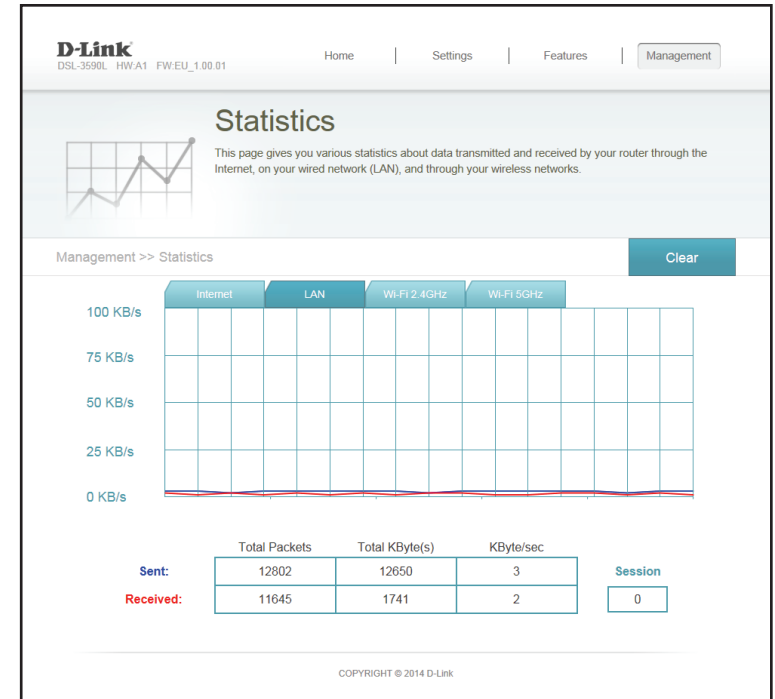 D-Link
DSL-3590L HW:A1 FW:EU_1.00.01
Home | Settings | Features | Management
Statistics
This page gives you various statistics about data transmitted and received by your router through the
Internet, on your wired network (LAN), and through your wireless networks.
Management >> Statistics
Clear
Internet LAN Wi-Fi 2.4GHz Wi-Fi 5GHz
100 KB/s
75 KB/s
50 KB/s
25 KB/s
0 KB/s
Total Packets Total KByte(s) KByte/sec
Sent: 12802 12650 3 Session
Received: 11645 1741 2 0
COPYRIGHT © 2014 D-Link